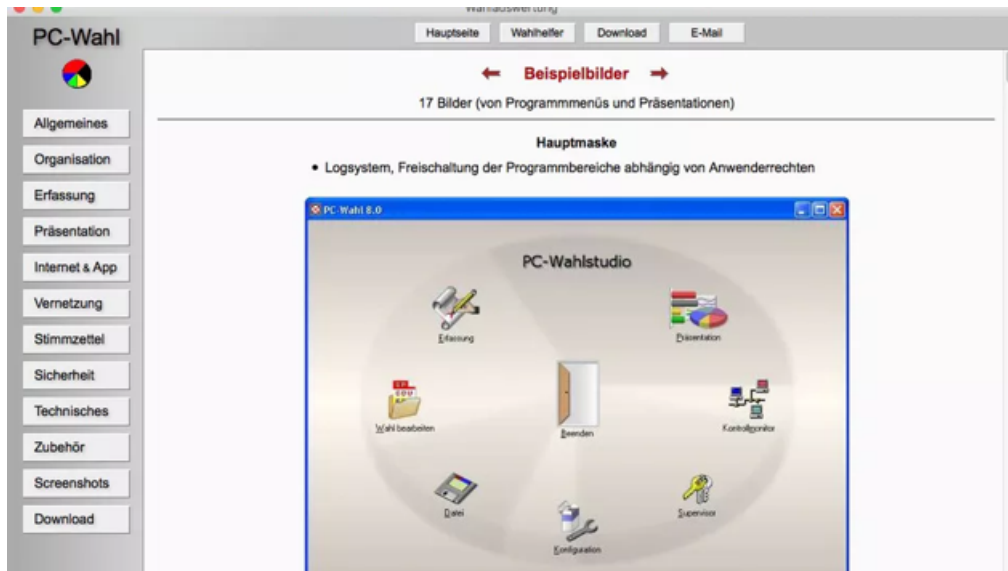 Wahlauswertung
PC-Wahl
Hauptseite
Wahlhelfer
Download
E-Mail
Beispielbilder
17 Bilder (von Programmmenüs und Präsentationen)
Allgemeines
Organisation
Erfassung
Präsentation
Internet & App
Vernetzung
Stimmzettel
Sicherheit
Technisches
Zubehör
Screenshots
Download
Hauptmaske
• Logsystem, Freischaltung der Programmbereiche abhängig von Anwenderrechten
PC-Wahl 8.0
PC-Wahlstudio
Erfassung
Präsentation
Wahl bearbeiten
Beenden
Kontrollmonitor
Datei
Konfiguration
Supervisor